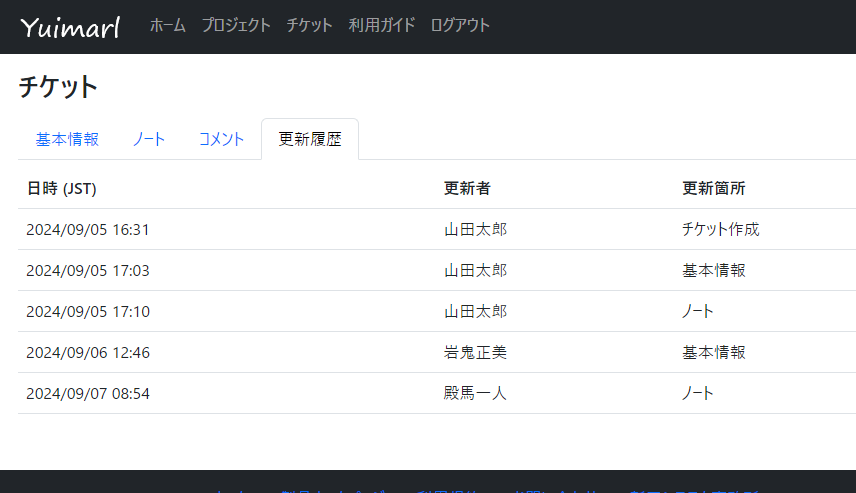 Yuimarl ホーム プロジェクト チケット 利用ガイド ログアウト
チケット
基本情報 ノート コメント 更新履歴
日時 (JST) 更新者 更新箇所
2024/09/05 16:31 山田太郎 チケット作成
2024/09/05 17:03 山田太郎 基本情報
2024/09/05 17:10 山田太郎 ノート
2024/09/06 12:46 岩鬼正美 基本情報
2024/09/07 08:54 殿馬一人 ノート